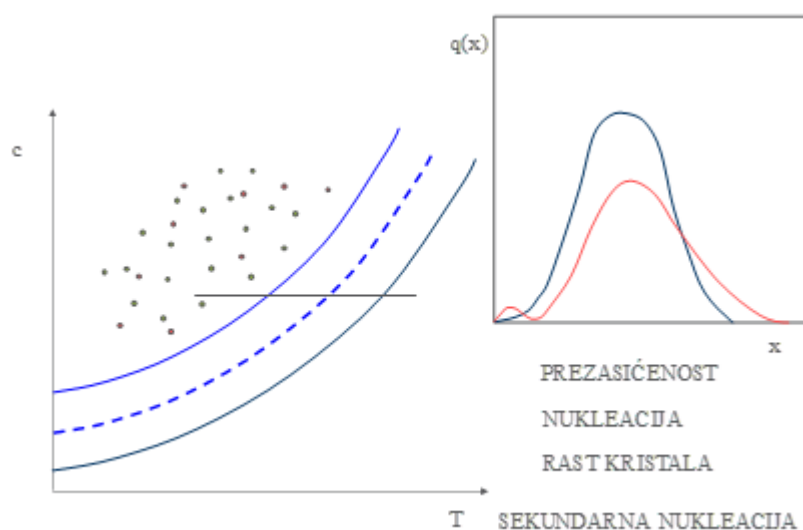 q(x)
c
x
PREZASIĆENOST
NUKLEACIJA
RAST KRISTALA
T
SEKUNDARNA NUKLEACIJA